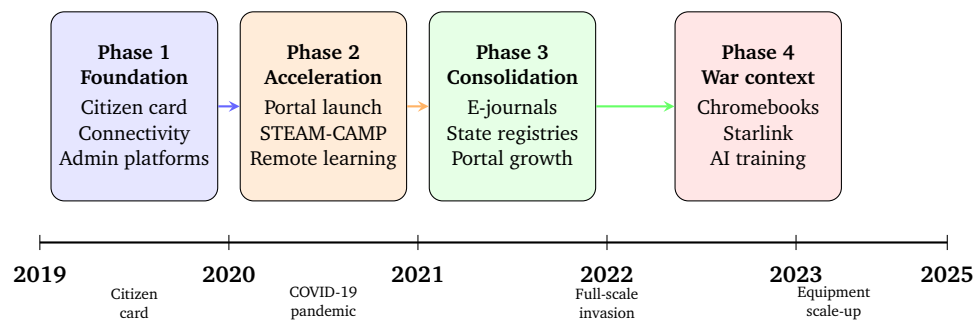 Phase 1
Foundation
Citizen card
Connectivity
Admin platforms
Phase 2
Acceleration
Portal launch
STEAM-CAMP
Remote learning
Phase 3
Consolidation
E-journals
State registries
Portal growth
Phase 4
War context
Chromebooks
Starlink
AI training
2019 2020 2021 2022 2023 2025
Citizen
card
COVID-19
pandemic
Full-scale
invasion
Equipment
scale-up